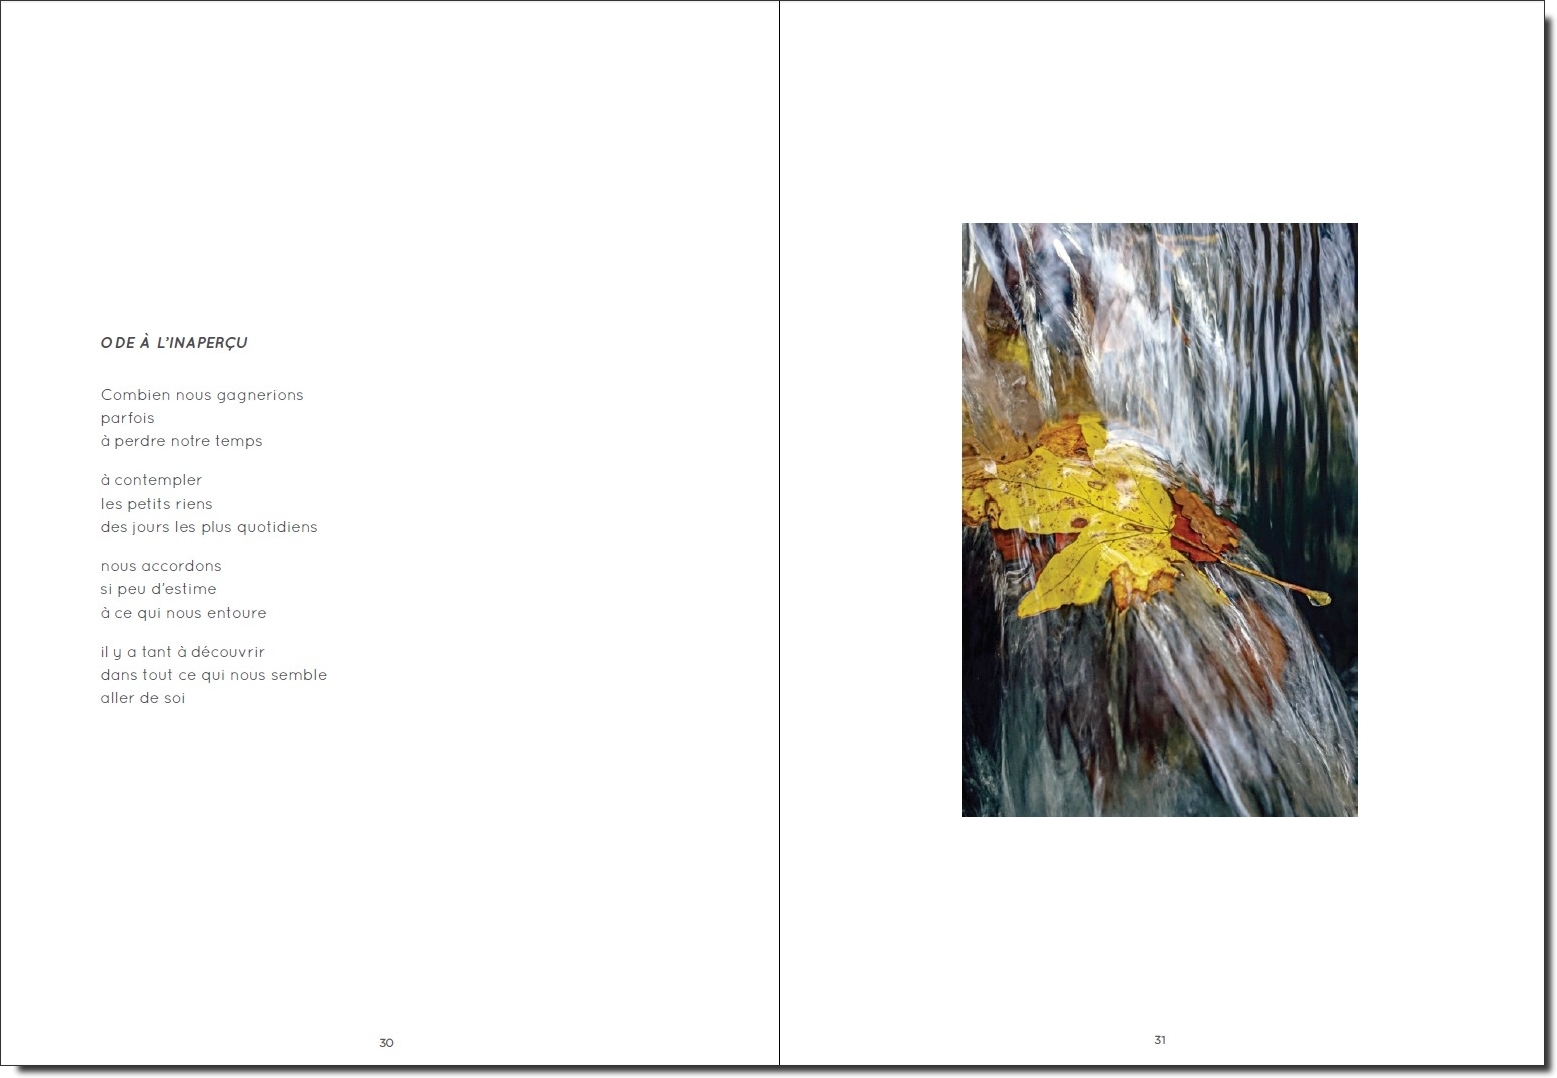 ODE À L’INAPERÇU
Combien nous gagnerions
parfois
à perdre notre temps
à contempler
les petits riens
des jours les plus quotidiens
nous accordons
si peu d’estime
à ce qui nous entoure
il y a tant à découvrir
dans tout ce qui nous semble
aller de soi
30
31